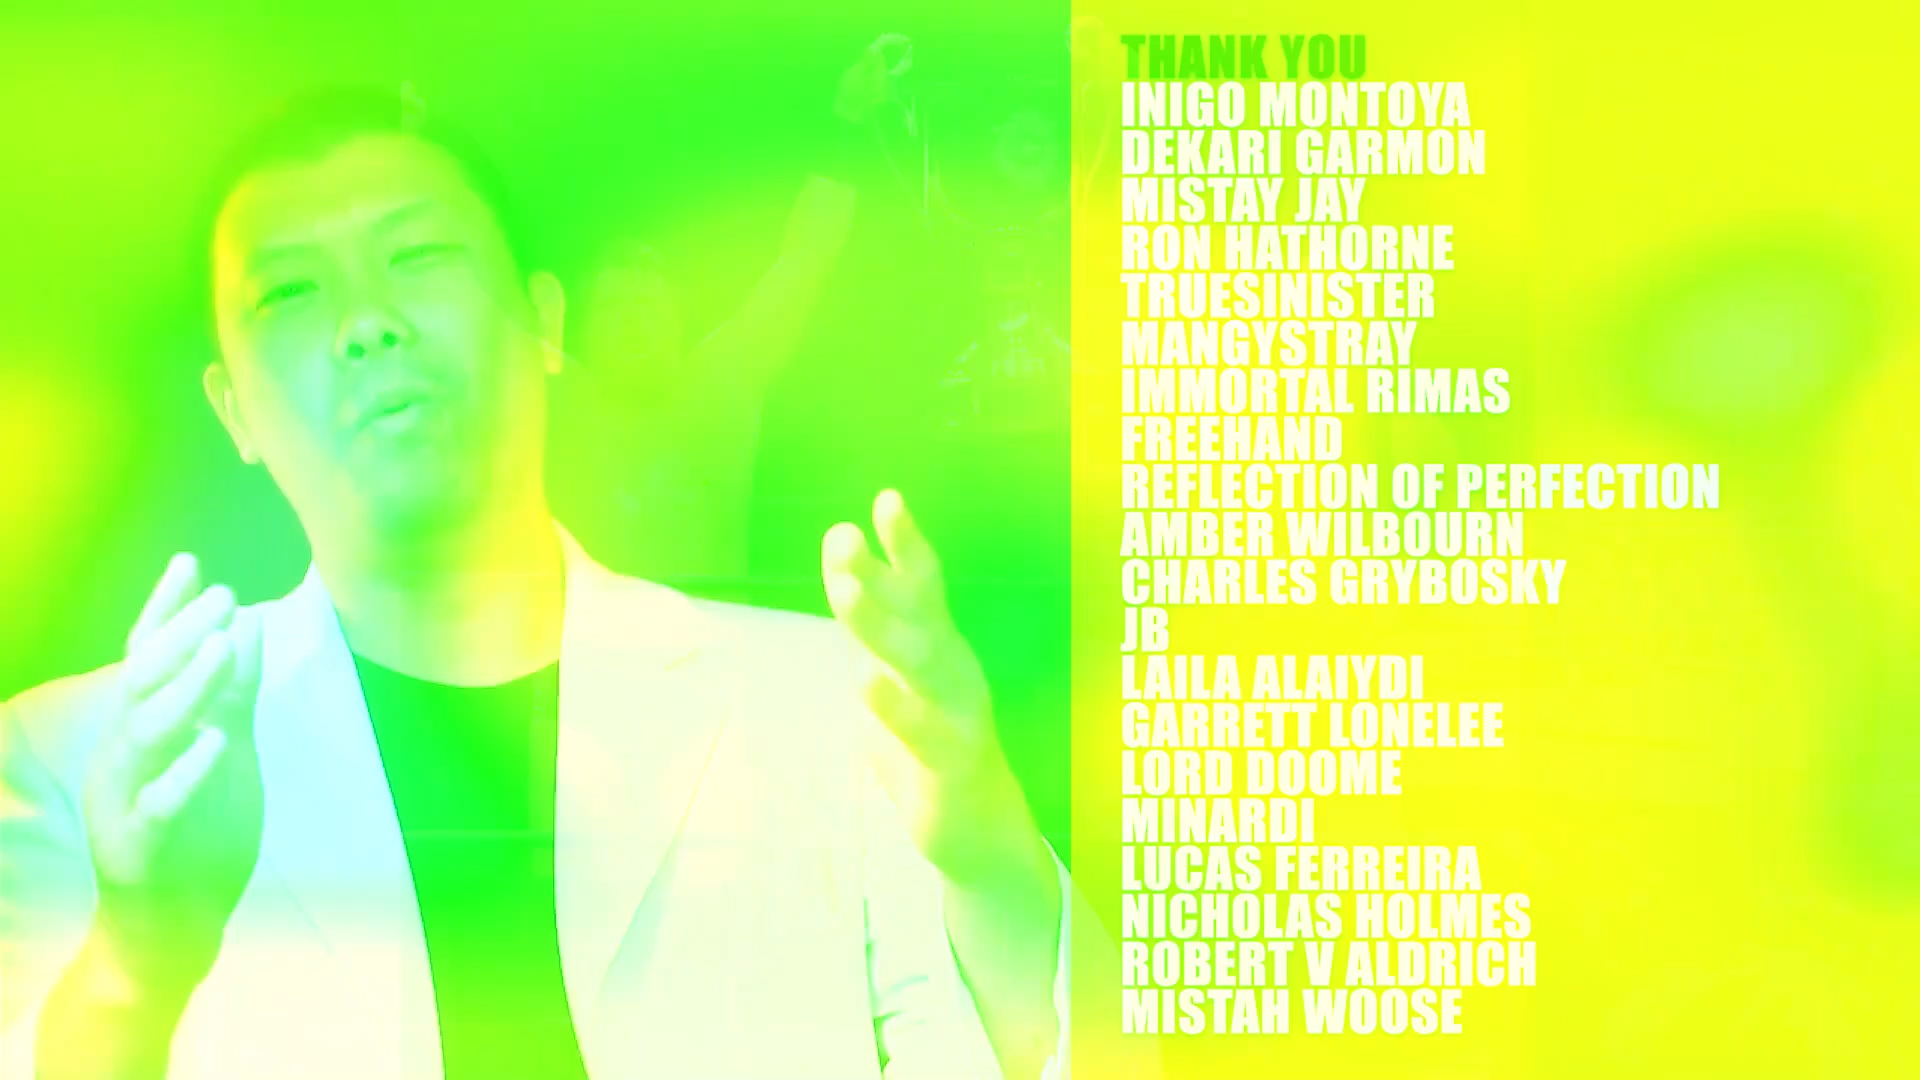 THANK YOU
INIGO MONTOYA
DEKARI GARMON
MISTAY JAY
RON HATHORNE
TRUESINISTER
MANGYSTRAY
IMMORTAL RIMAS
FREEHAND
REFLECTION OF PERFECTION
AMBER WILBOURN
CHARLES GRYBOSKY
JB
LAILA ALAIYDI
GARRETT LONELEE
LORD DOOME
MINARDI
LUCAS FERREIRA
NICHOLAS HOLMES
ROBERT V ALDRICH
MISTAH WOOSE